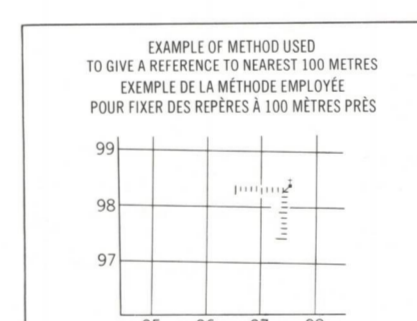 EXAMPLE OF METHOD USED
TO GIVE A REFERENCE TO NEAREST 100 METRES
EXEMPLE DE LA MÉTHODE EMPLOYÉE
POUR FIXER DES REPÈRES À 100 MÈTRES PRÈS
99
98
97